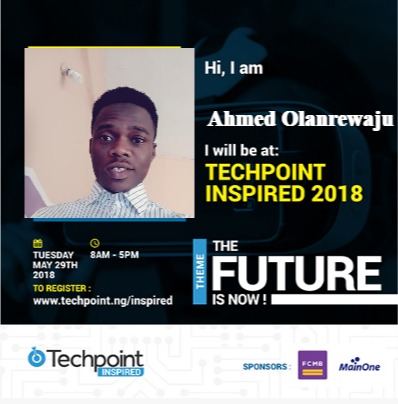 Hi, I am
Ahmed Olanrewaju
I will be at:
TECHPOINT
INSPIRED 2018
TUESDAY
MAY 29TH
2018
8AM - 5PM
TO REGISTER :
www.techpoint.ng/inspired
THEME
THE
FUTURE
IS NOW !
Techpoint
INSPIRED
SPONSORS :
FCMB
MainOne